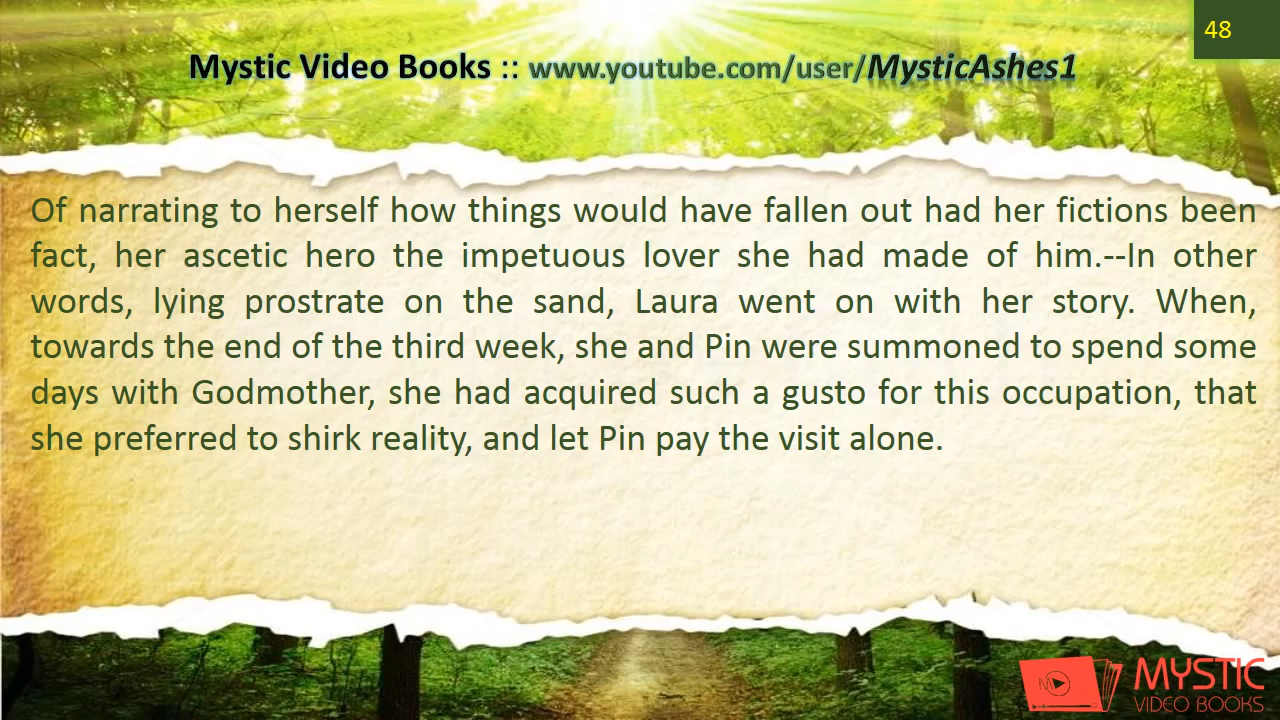 48
Mystic Video Books :: www.youtube.com/user/MysticAshes1
Of narrating to herself how things would have fallen out had her fictions been
fact, her ascetic hero the impetuous lover she had made of him.--In other
words, lying prostrate on the sand, Laura went on with her story. When,
towards the end of the third week, she and Pin were summoned to spend some
days with Godmother, she had acquired such a gusto for this occupation, that
she preferred to shirk reality, and let Pin pay the visit alone.
MYSTIC
VIDEO BOOKS